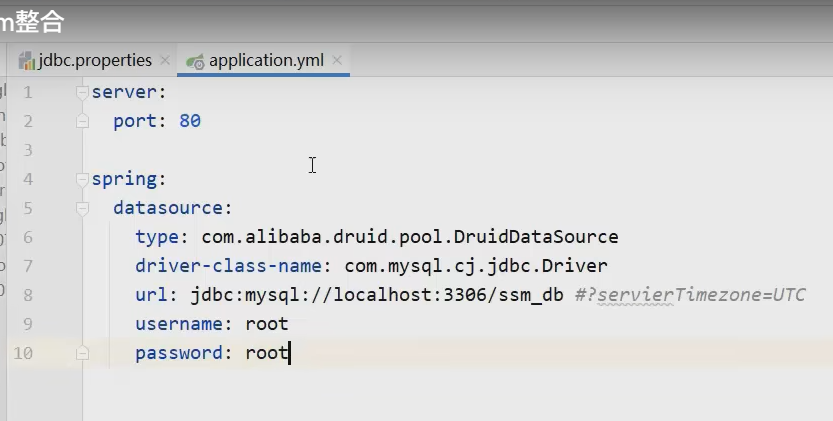 m整合
jdbc.properties
application.yml
1 server:
2 port: 80
3
4 spring:
5 datasource:
6 type: com.alibaba.druid.pool.DruidDataSource
7 driver-class-name: com.mysql.cj.jdbc.Driver
8 url: jdbc:mysql://localhost:3306/ssm_db #?servierTimezone=UTC
9 username: root
10 password: root